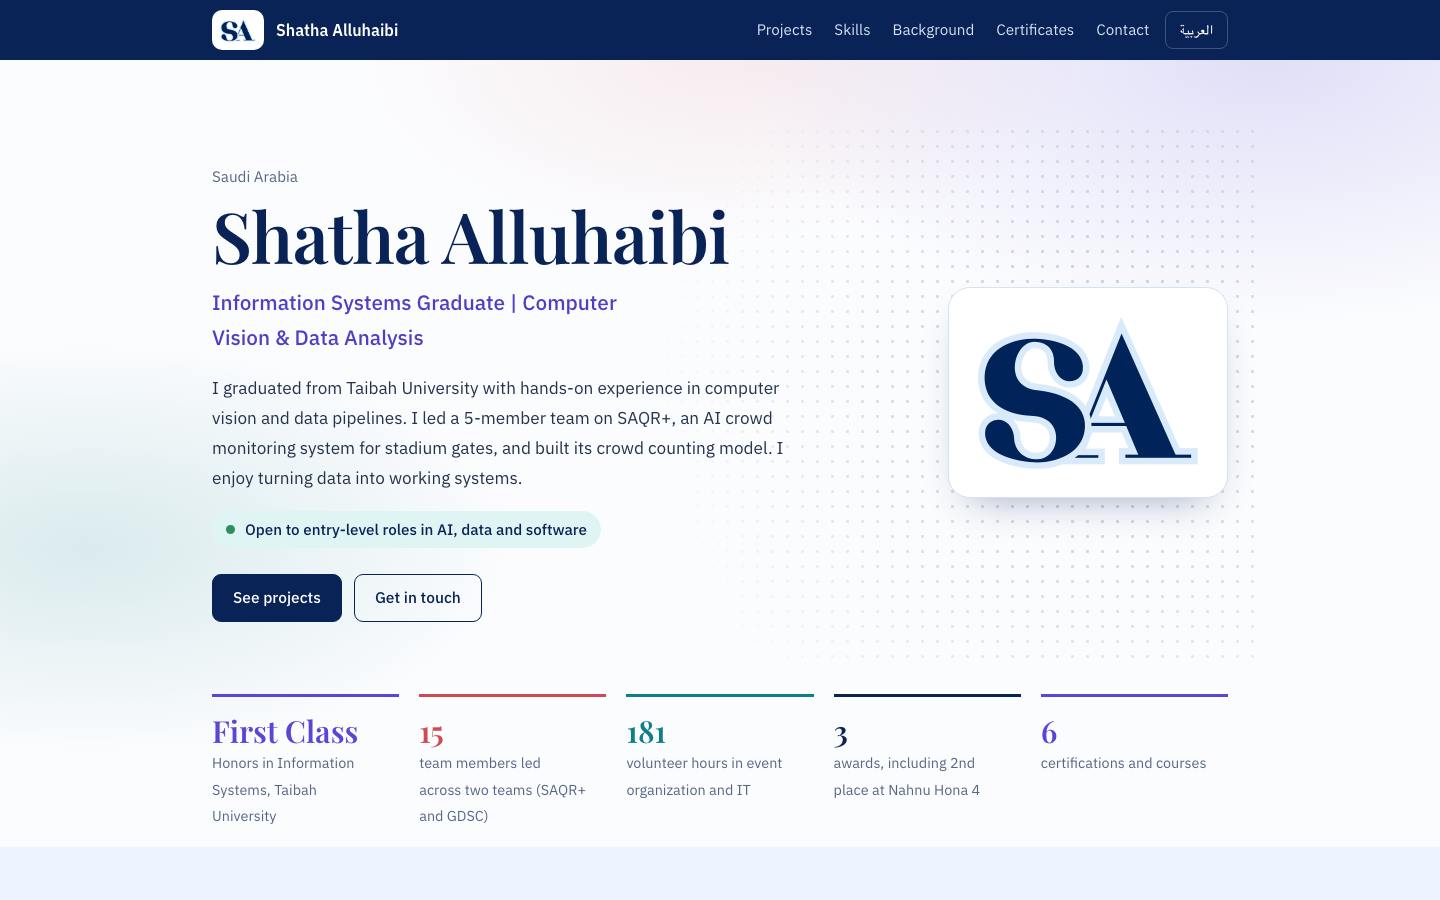 SA
Shatha Alluhaibi
Projects
Skills
Background
Certificates
Contact
العربية
Saudi Arabia
Shatha Alluhaibi
Information Systems Graduate | Computer
Vision & Data Analysis
I graduated from Taibah University with hands-on experience in computer
vision and data pipelines. I led a 5-member team on SAQR+, an AI crowd
monitoring system for stadium gates, and built its crowd counting model. I
enjoy turning data into working systems.
Open to entry-level roles in AI, data and software
See projects
Get in touch
SA
First Class
Honors in Information
Systems, Taibah
University
15
team members led
across two teams (SAQR+
and GDSC)
181
volunteer hours in event
organization and IT
3
awards, including 2nd
place at Nahnu Hona 4
6
certifications and courses